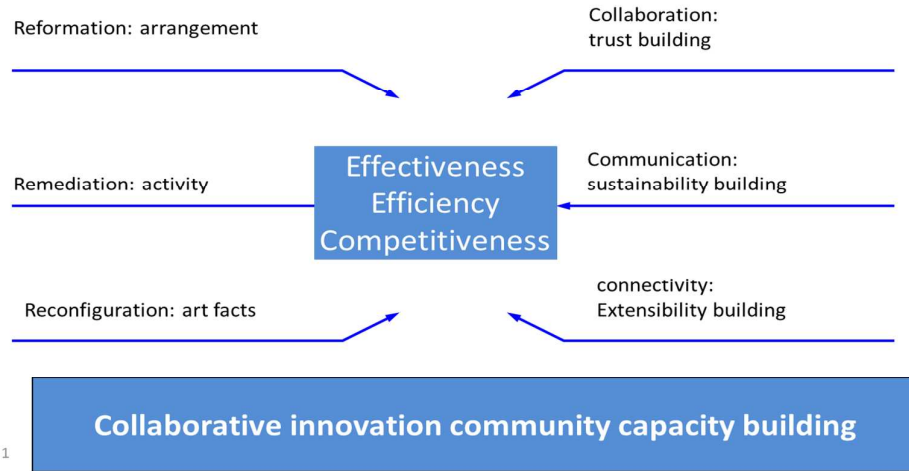 Reformation: arrangement
Collaboration:
trust building
Remediation: activity
Effectiveness
Efficiency
Competitiveness
Communication:
sustainability building
Reconfiguration: art facts
connectivity:
Extensibility building
Collaborative innovation community capacity building
1